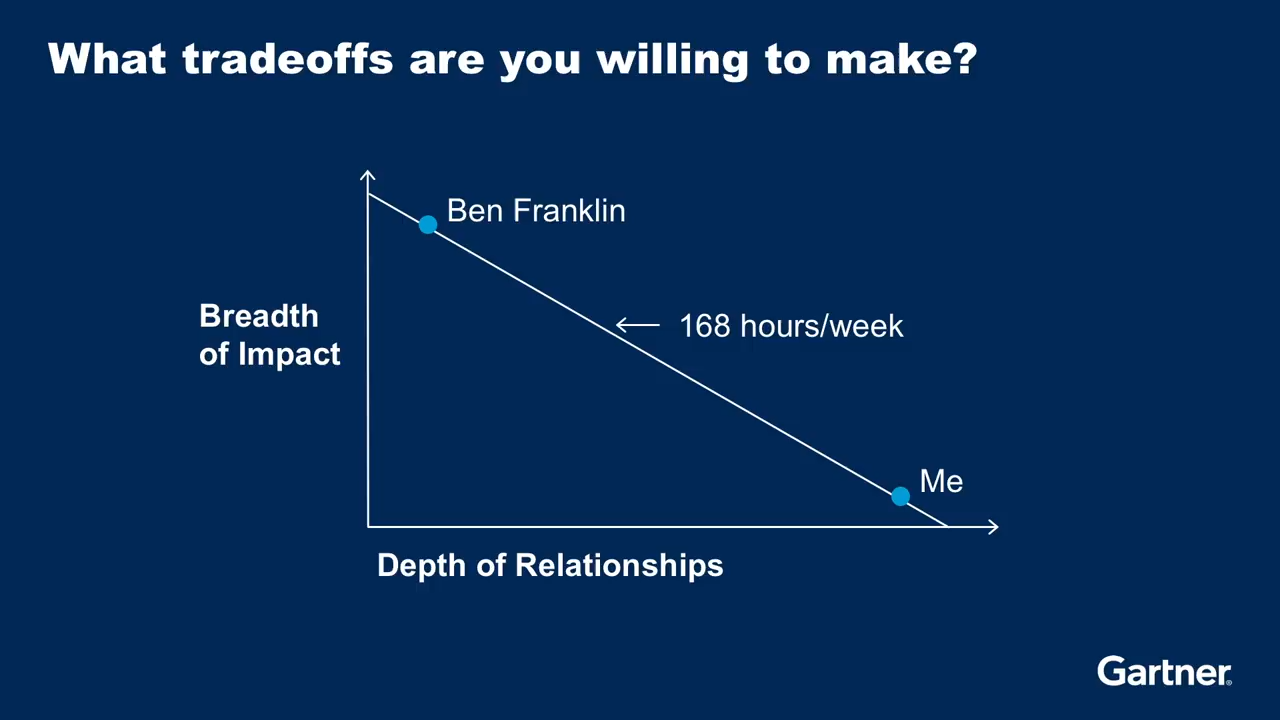 What tradeoffs are you willing to make?
Ben Franklin
Breadth
of Impact
168 hours/week
Me
Depth of Relationships
Gartner®